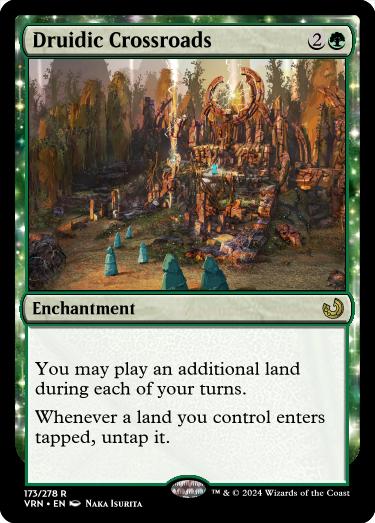 Druidic Crossroads 2
Enchantment
You may play an additional land
during each of your turns.
Whenever a land you control enters
tapped, untap it.
173/278 R
VRN • EN Naka Isurita
™ & © 2024 Wizards of the Coast